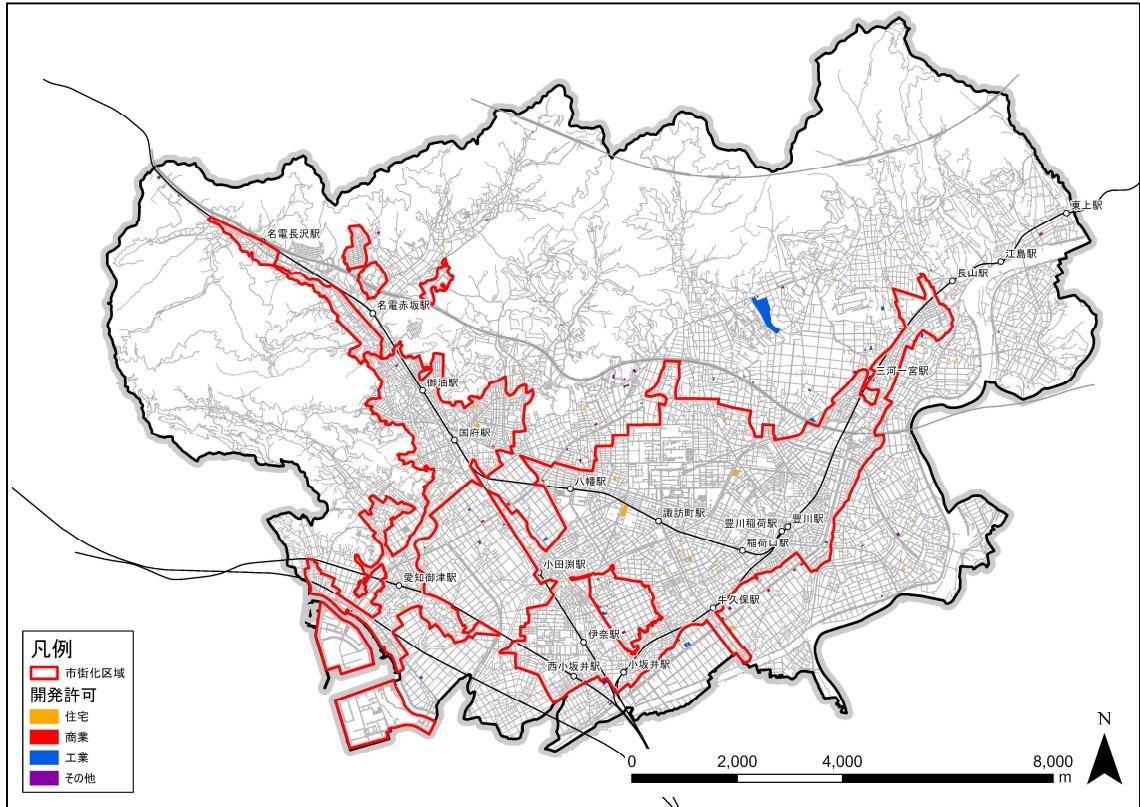 東上駅
江島駅
名電長沢駅
長山駅
名電赤坂駅
三河一宮駅
御油駅
国府駅
八幡駅
諏訪町駅
豊川稲荷駅
豊川駅
稲荷口駅
小田渕駅
愛知御津駅
牛久保駅
伊奈駅
西小坂井駅
小坂井駅
凡例
市街化区域
開発許可
住宅
商業
工業
その他
N
0 2,000 4,000 8,000
m